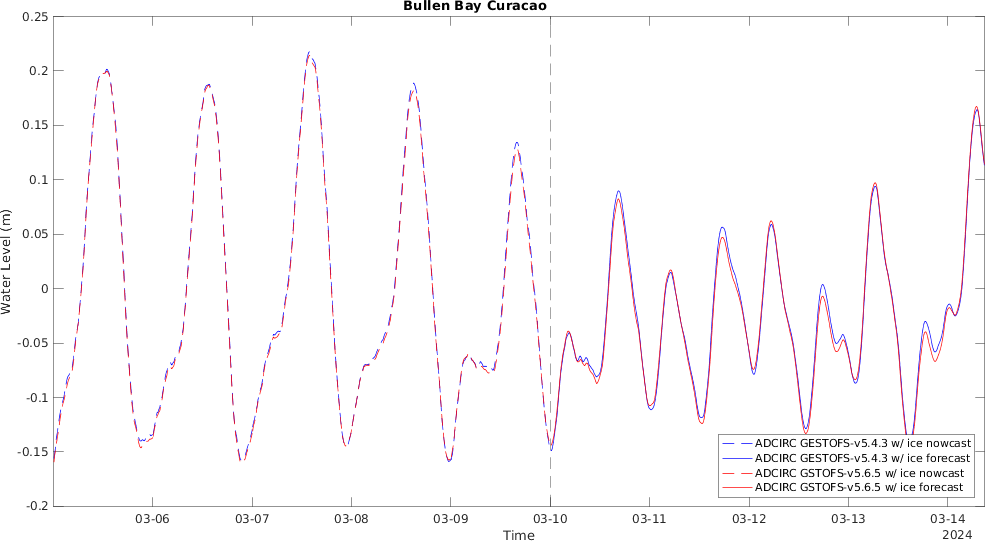 Bullen Bay Curacao
0.25
0.2
0.15
0.1
0.05
0
-0.05
-0.1
-0.15
-0.2
Water Level (m)
03-06 03-07 03-08 03-09 03-10 03-11 03-12 03-13 03-14
Time
2024
ADCIRC GESTOFS-v5.4.3 w/ ice nowcast
ADCIRC GESTOFS-v5.4.3 w/ ice forecast
ADCIRC GSTOFS-v5.6.5 w/ ice nowcast
ADCIRC GSTOFS-v5.6.5 w/ ice forecast